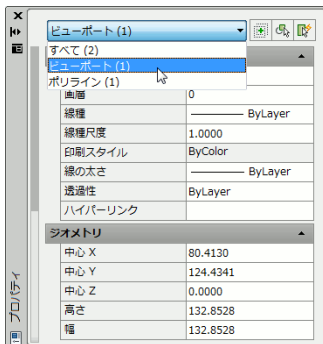 ビューポート (1)
すべて (2)
ビューポート (1)
ポリライン (1)
画層 0
線種 ByLayer
線種尺度 1.0000
印刷スタイル ByColor
線の太さ ByLayer
透過性 ByLayer
ハイパーリンク
ジオメトリ
中心 X 80.4130
中心 Y 124.4341
中心 Z 0.0000
高さ 132.8528
幅 132.8528
プロパティ